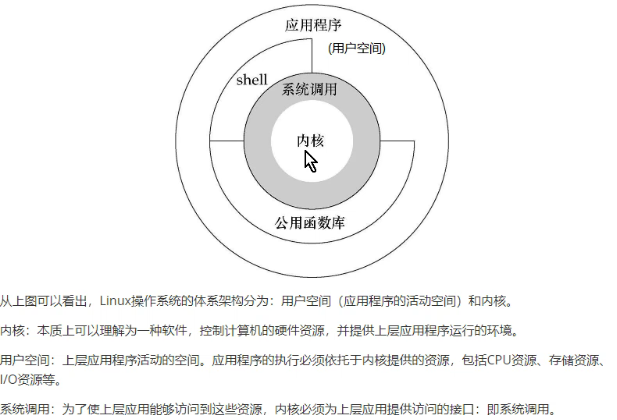 应用程序
(用户空间)
shell
系统调用
内核
公用函数库
从上图可以看出，Linux操作系统的体系架构分为：用户空间（应用程序的活动空间）和内核。
内核：本质上可以理解为一种软件，控制计算机的硬件资源，并提供上层应用程序运行的环境。
用户空间：上层应用程序活动的空间。应用程序的执行必须依托于内核提供的资源，包括CPU资源、存储资源、
I/O资源等。
系统调用：为了使上层应用能够访问到这些资源，内核必须为上层应用提供访问的接口：即系统调用。